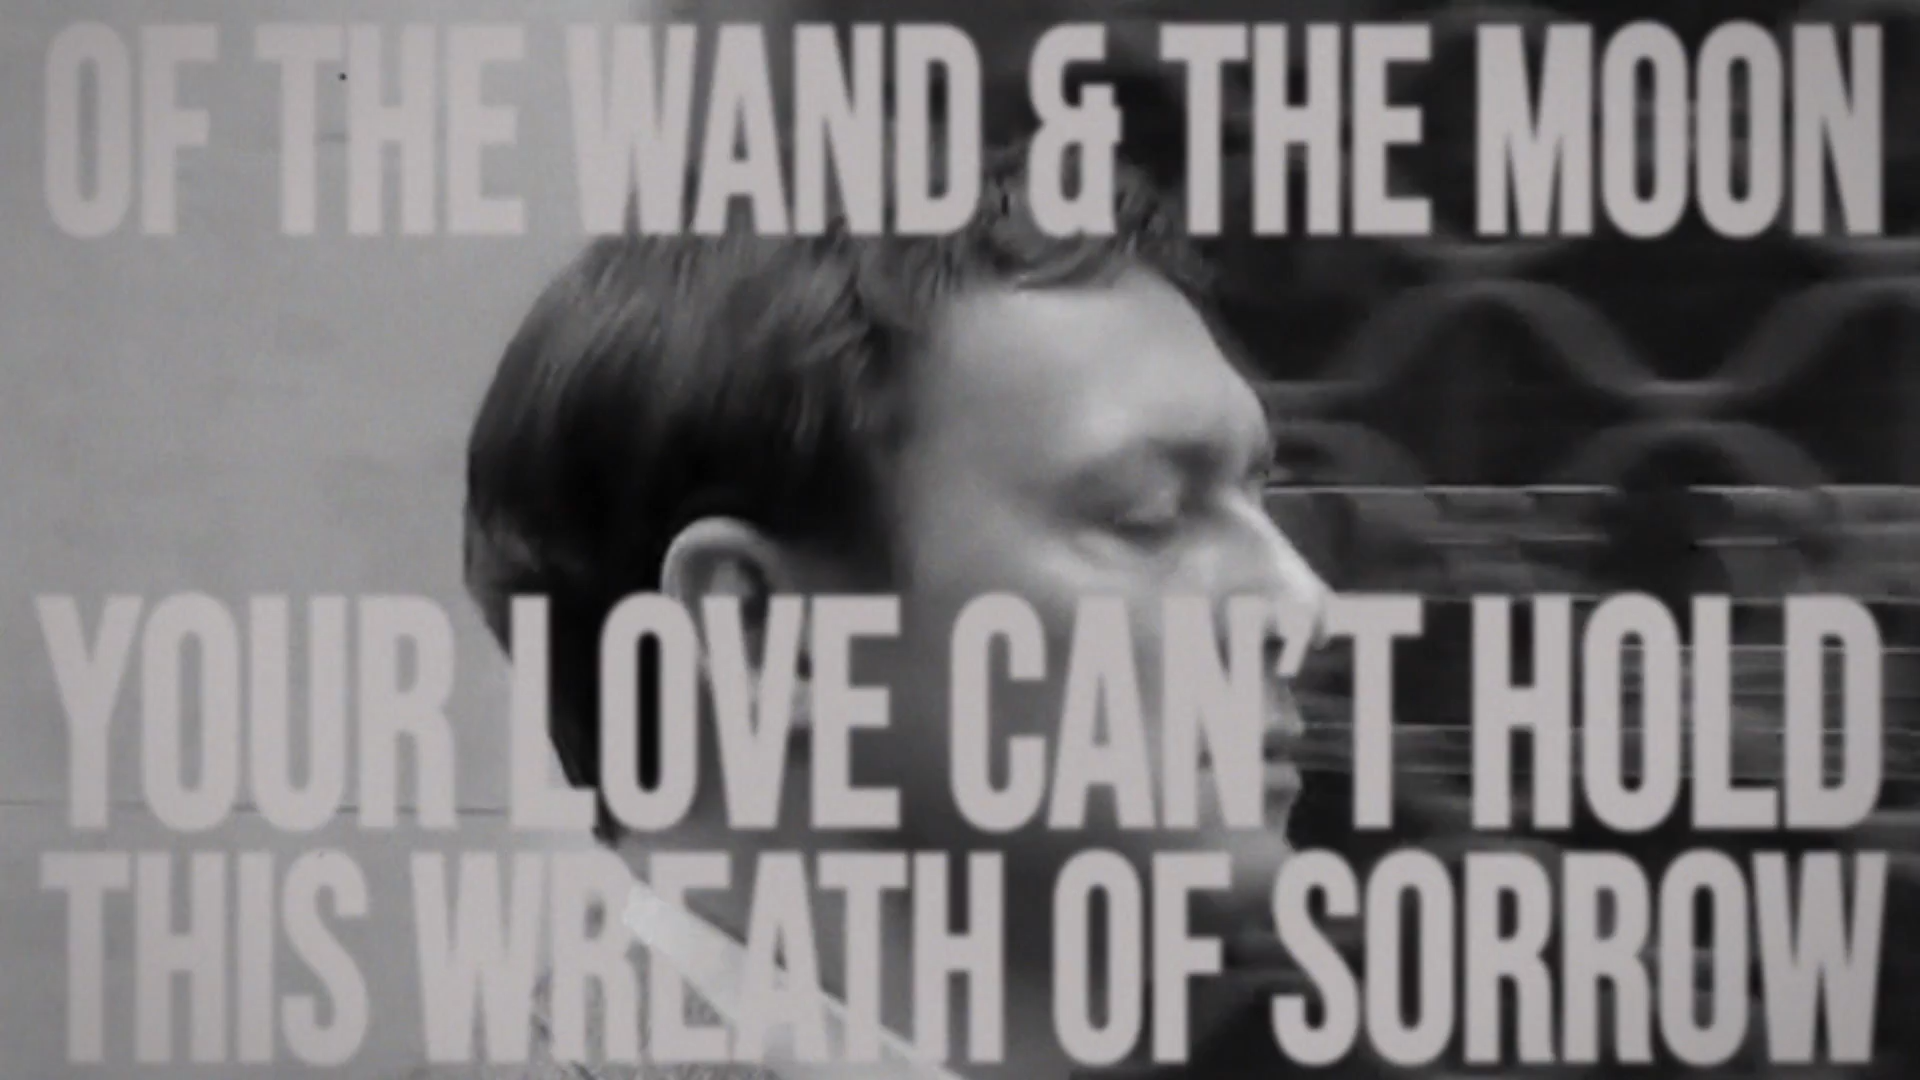 OF THE WAND & THE MOON
YOUR LOVE CAN'T HOLD
THIS WREATH OF SORROW